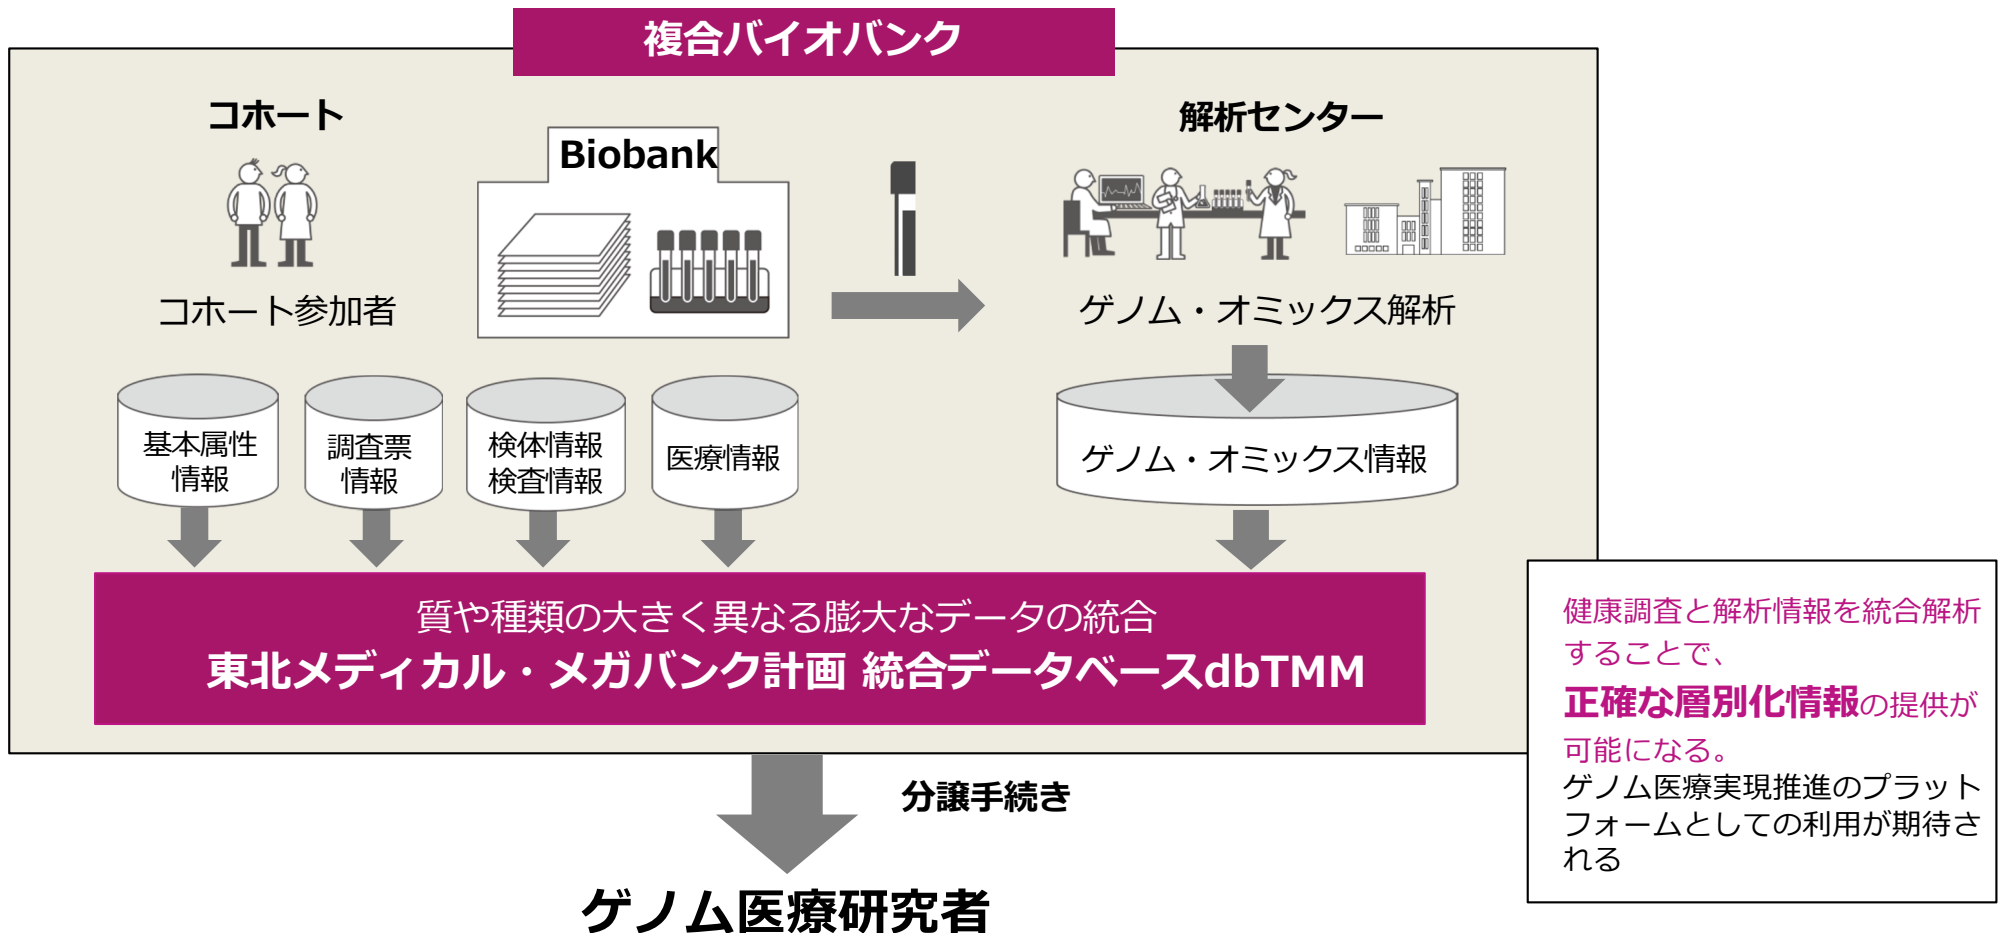 複合バイオバンク
コホート
Biobank
解析センター
コホート参加者
ゲノム・オミックス解析
基本属性
情報
調査票
情報
検体情報
検査情報
医療情報
ゲノム・オミックス情報
質や種類の大きく異なる膨大なデータの統合
東北メディカル・メガバンク計画 統合データベースdbTMM
健康調査と解析情報を統合解析
することで、
正確な層別化情報の提供が
可能になる。
ゲノム医療実現推進のプラット
フォームとしての利用が期待さ
れる
分譲手続き
ゲノム医療研究者